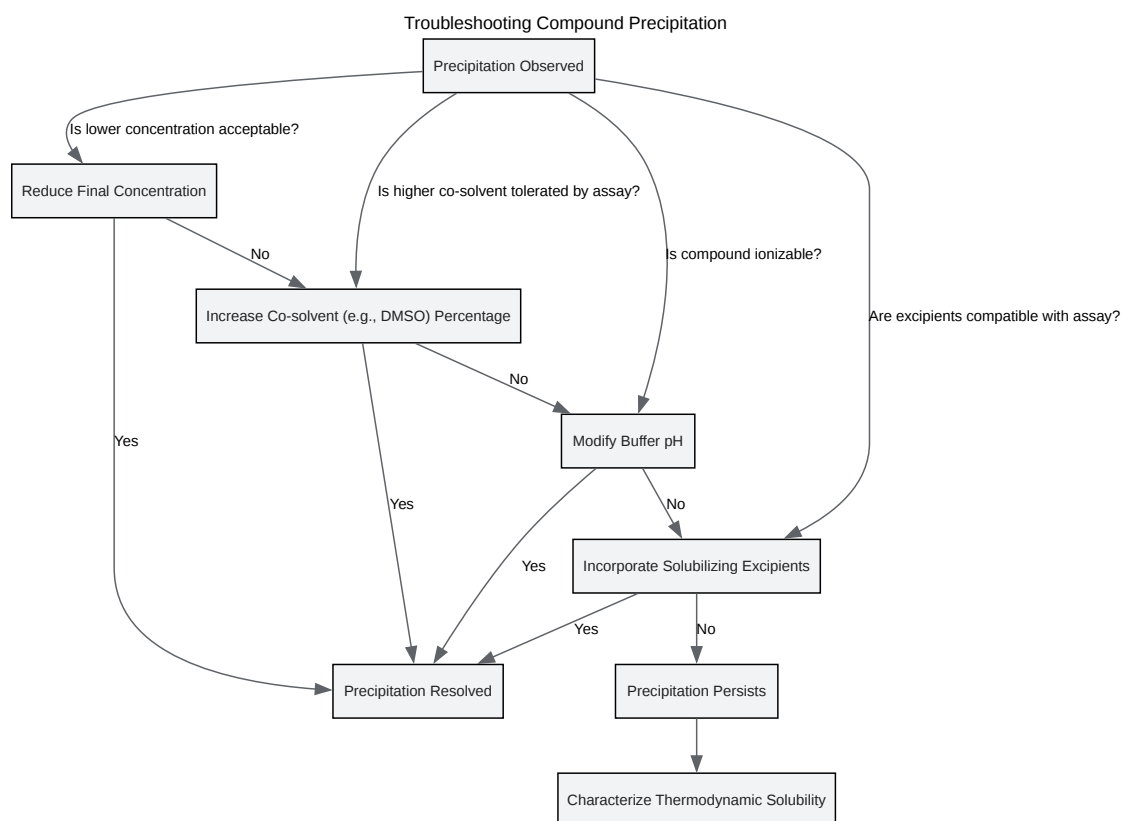 Troubleshooting Compound Precipitation
Precipitation Observed
Is lower concentration acceptable?
Reduce Final Concentration
Is higher co-solvent tolerated by assay?
No
Is compound ionizable?
Increase Co-solvent (e.g., DMSO) Percentage
Are excipients compatible with assay?
No
Yes
Modify Buffer pH
Yes
No
Yes
Incorporate Solubilizing Excipients
Yes
No
Precipitation Resolved
Precipitation Persists
Characterize Thermodynamic Solubility